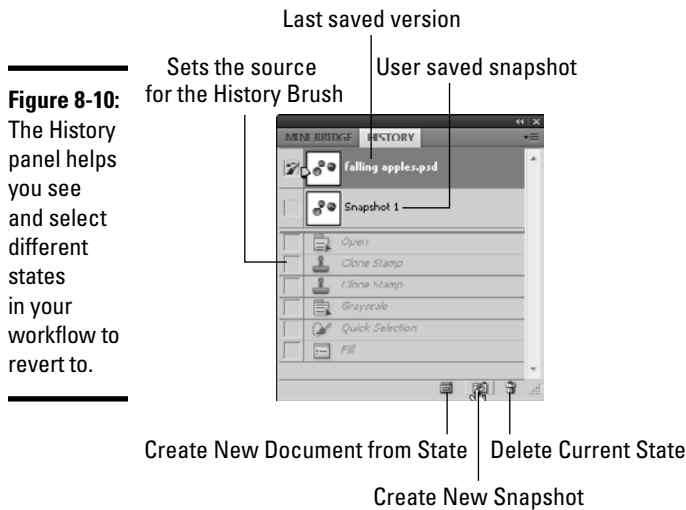 Last saved version
Sets the source
for the History Brush
User saved snapshot
Figure 8-10:
The History
panel helps
you see
and select
different
states
in your
workflow to
revert to.
MINI BRIDGE
HISTORY
falling apples.psd
Snapshot 1
Open
Clone Stamp
Clone Stamp
Grayscale
Quick Selection
Fill
Create New Document from State
Delete Current State
Create New Snapshot